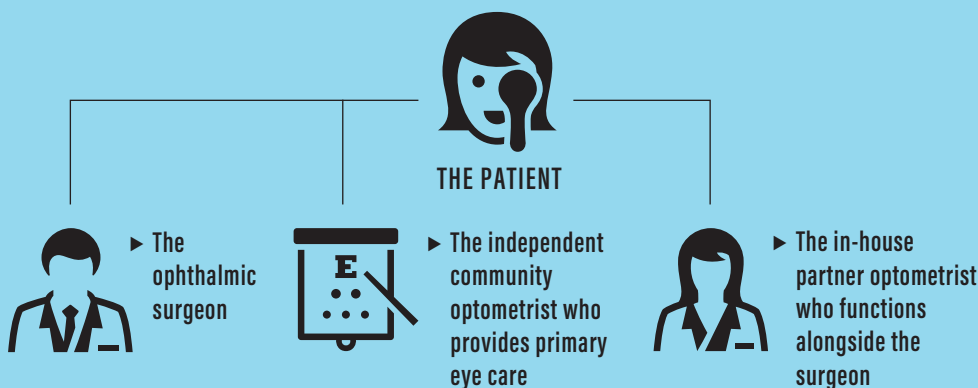 THE PATIENT
▶ The
ophthalmic
surgeon
E
▶ The independent
community
optometrist who
provides primary
eye care
▶ The in-house
partner optometrist
who functions
alongside the
surgeon